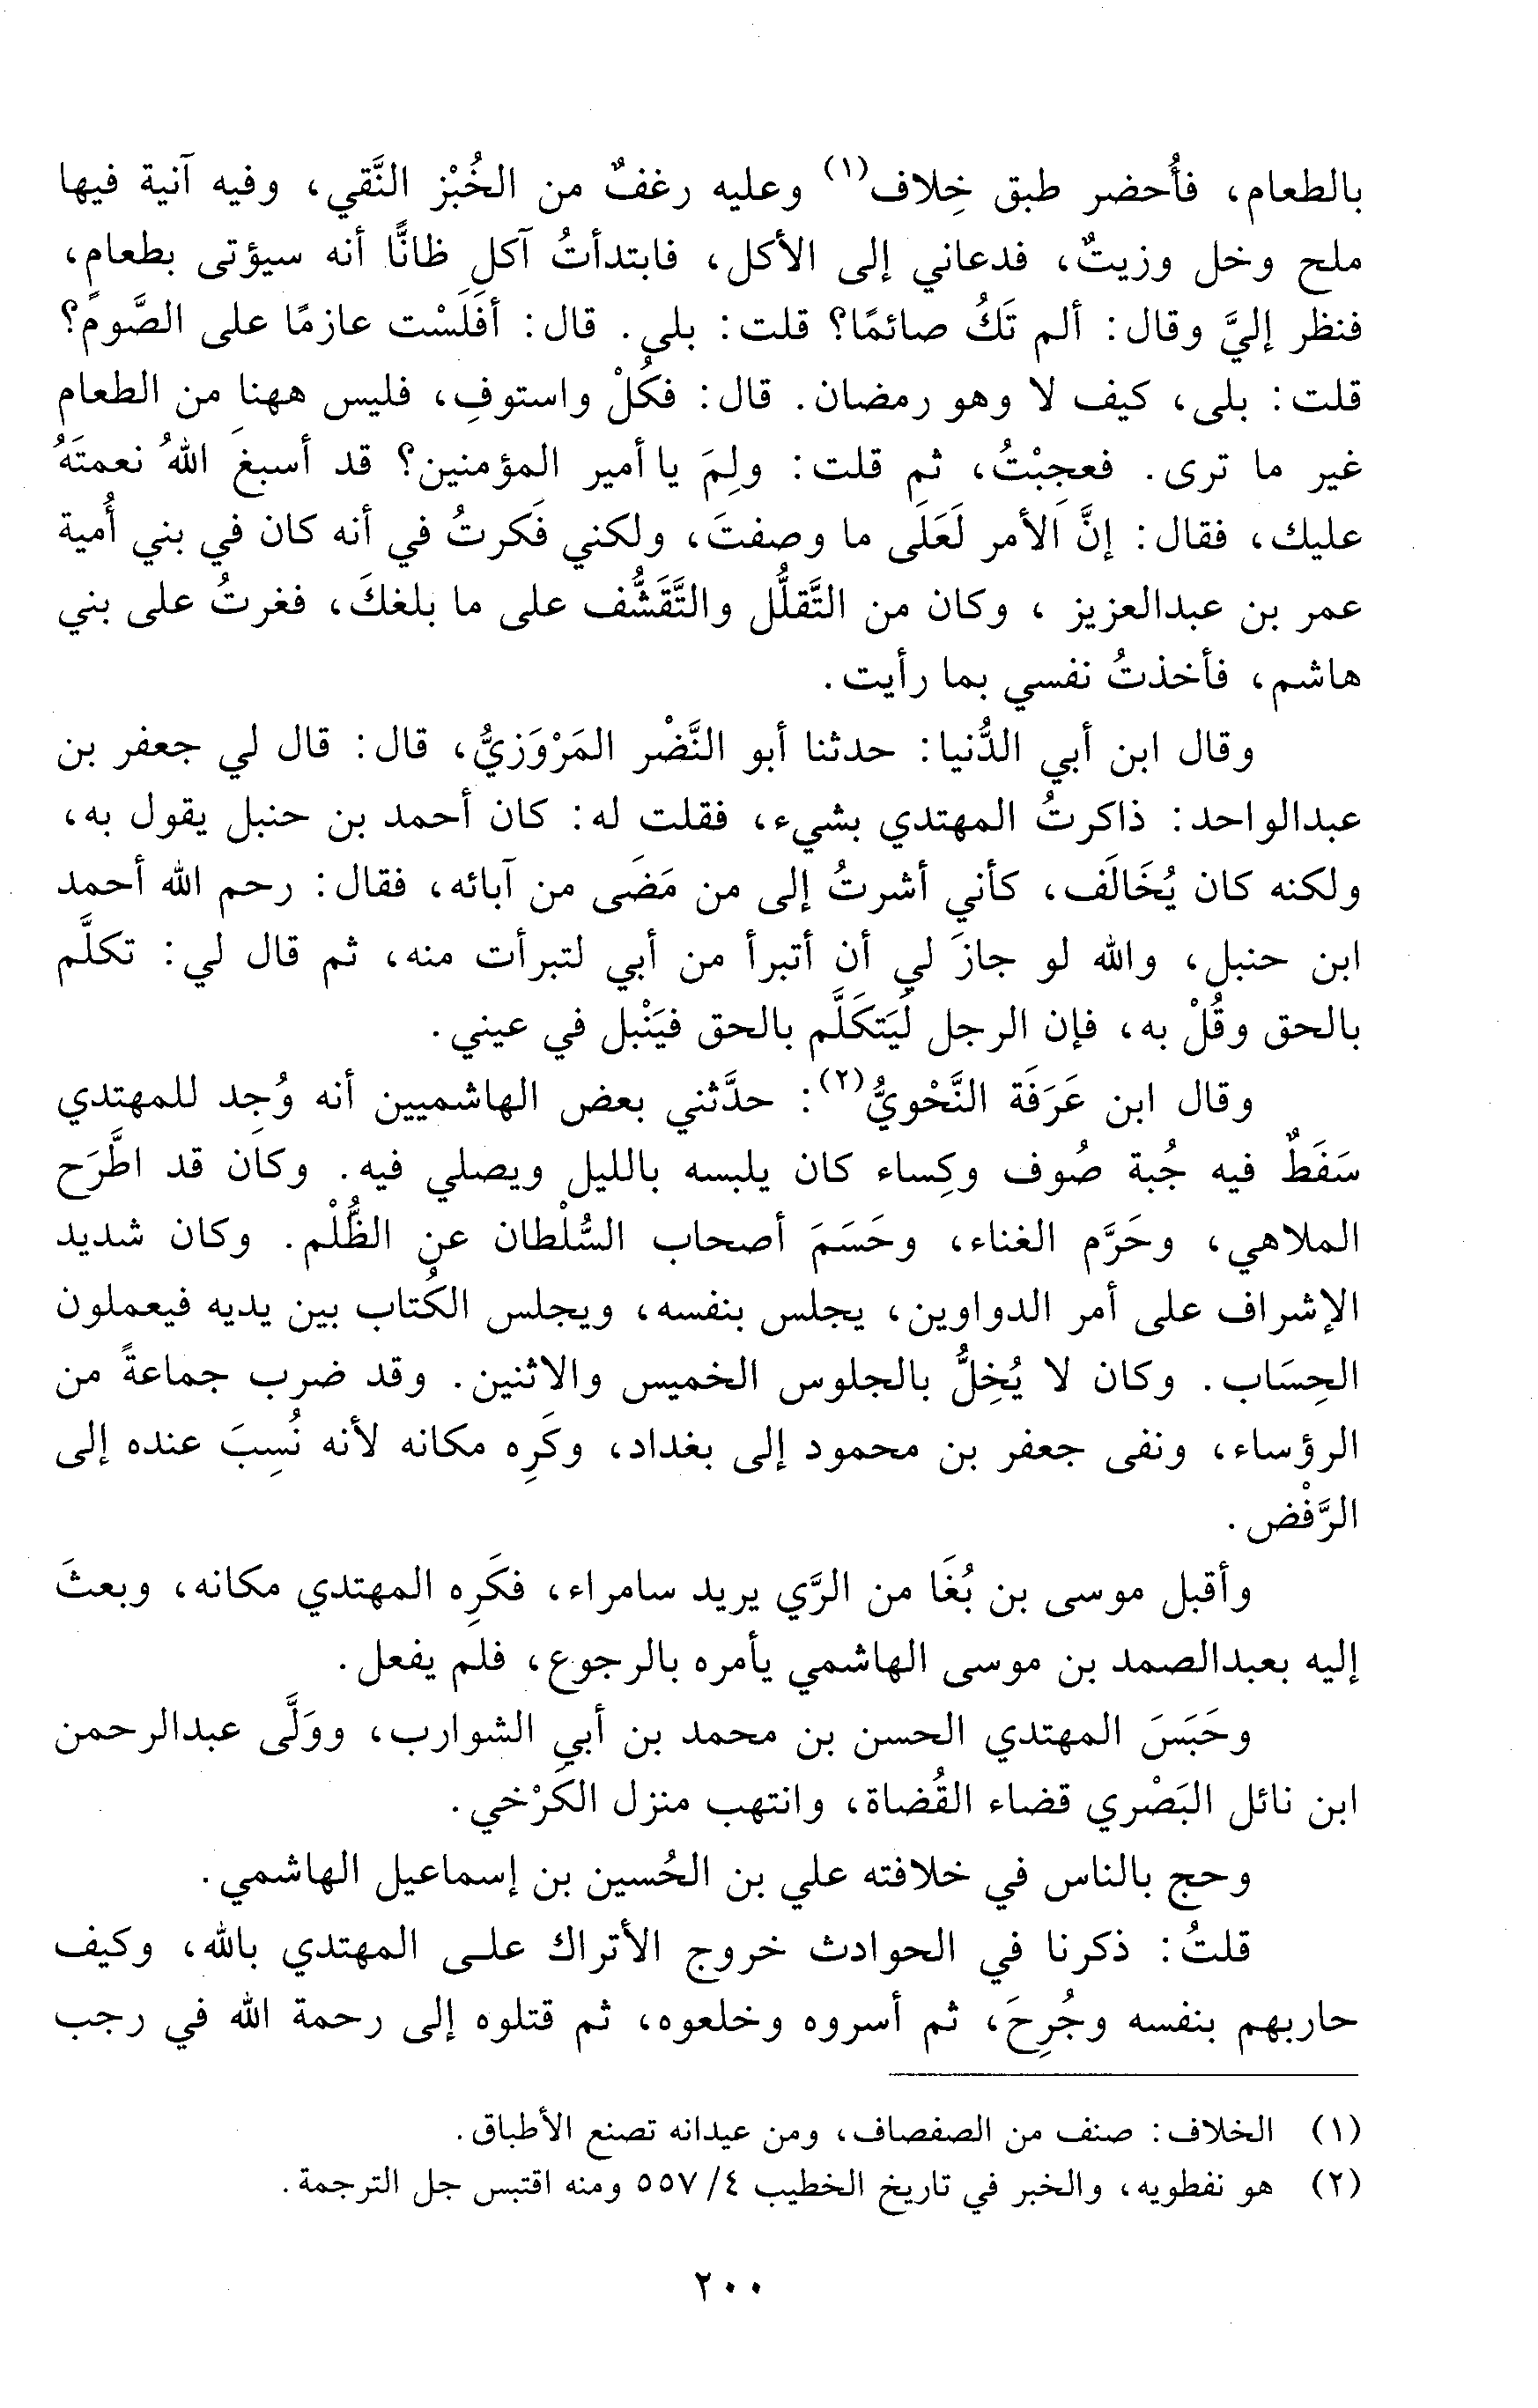 بالطعام، فأُحضر طبق خِلاف(١) وعليه رغفٌ من الخُبْز النَّقي، وفيه آنية فيها
ملح وخل وزيتٌ، فدعاني إلى الأكل، فابتدأتُ آكل ظانًّا أنه سيؤتى بطعامٍ،
فنظر إليَّ وقال: ألم تَكُ صائمًا؟ قلت: بلى. قال: أفَلَسْت عازمًا على الصَّوم؟
قلت: بلى، كيف لا وهو رمضان. قال: فكُلْ واستوفِ، فليس ههنا من الطعام
غير ما ترى. فعجِبْتُ، ثم قلت: ولِمَ يا أمير المؤمنين؟ قد أسبغَ اللهُ نعمتَهُ
عليك، فقال: إنَّ الأمر لَعَلَى ما وصفتَ، ولكني فَكرتُ في أنه كان في بني أُمية
عمر بن عبدالعزيز ، وكان من التَّقلُّل والتَّقَشُّف على ما بلغكَ، فغرتُ على بني
هاشم، فأخذتُ نفسي بما رأيت.
وقال ابن أبي الدُّنيا: حدثنا أبو النَّضْر المَرْوَزيُّ، قال: قال لي جعفر بن
عبدالواحد: ذاكرتُ المهتدي بشيء، فقلت له: كان أحمد بن حنبل يقول به،
ولكنه كان يُخَالَف، كأني أشرتُ إلى من مَضَى من آبائه، فقال: رحم الله أحمد
ابن حنبل، والله لو جازَ لي أن أتبرأ من أبي لتبرأت منه، ثم قال لي: تكلَّم
بالحق وقُلْ به، فإن الرجل لَيَتكَلَّم بالحق فيَنْبل في عيني.
وقال ابن عَرَفَة النَّحْويُّ(٢): حدَّثني بعض الهاشميين أنه وُجِد للمهتدي
سَفَطٌ فيه جُبة صُوف وكِساء كان يلبسه بالليل ويصلي فيه. وكان قد اطَّرَح
الملاهي، وحَرَّم الغناء، وحَسَمَ أصحاب السُّلْطان عن الظُّلْم. وكان شديد
الإشراف على أمر الدواوين، يجلس بنفسه، ويجلس الكُتاب بين يديه فيعملون
الحِسَاب. وكان لا يُخِلُّ بالجلوس الخميس والاثنين. وقد ضرب جماعةً من
الرؤساء، ونفى جعفر بن محمود إلى بغداد، وكَرِه مكانه لأنه نُسِبَ عنده إلى
الرَّفْض.
وأقبل موسى بن بُغَا من الرَّي يريد سامراء، فكَرِه المهتدي مكانه، وبعثَ
إليه بعبدالصمد بن موسى الهاشمي يأمره بالرجوع، فلم يفعل.
وحَبَسَ المهتدي الحسن بن محمد بن أبي الشوارب، ووَلَّى عبدالرحمن
ابن نائل البَصْري قضاء القُضاة، وانتهب منزل الكَرْخي.
وحج بالناس في خلافته علي بن الحُسين بن إسماعيل الهاشمي.
قلتُ: ذكرنا في الحوادث خروج الأتراك على المهتدي بالله، وكيف
حاربهم بنفسه وجُرِحَ، ثم أسروه وخلعوه، ثم قتلوه إلى رحمة الله في رجب
(١) الخلاف: صنف من الصفصاف، ومن عيدانه تصنع الأطباق.
(٢) هو نفطويه، والخبر في تاريخ الخطيب ٤/ ٥٥٧ ومنه اقتبس جل الترجمة.
٢٠٠